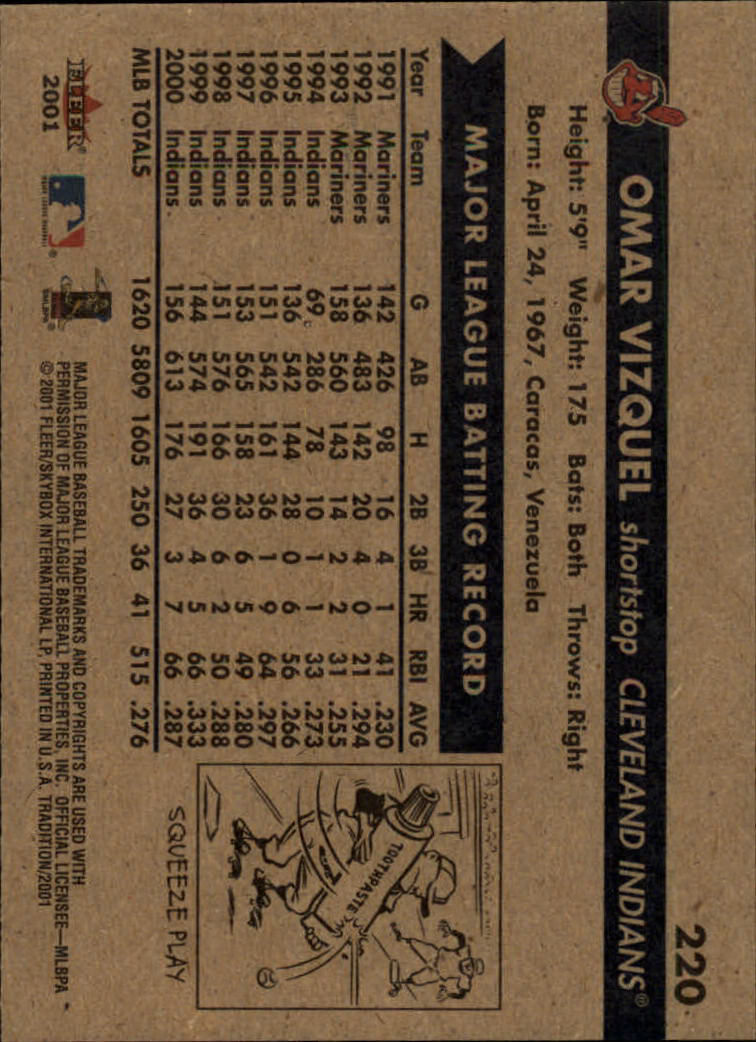 220
OMAR VIZQUEL shortstop CLEVELAND INDIANS®
Height: 5'9" Weight: 175 Bats: Both Throws: Right
Born: April 24, 1967, Caracas, Venezuela
MAJOR LEAGUE BATTING RECORD
Year Team G AB H 2B 3B HR RBI AVG
1991 Mariners 142 426 98 16 4 1 41 .230
1992 Mariners 136 483 142 20 4 0 21 .294
1993 Mariners 158 560 143 14 2 2 31 .255
1994 Indians 69 286 78 10 1 1 33 .273
1995 Indians 136 542 144 28 0 6 56 .266
1996 Indians 151 542 161 36 1 9 64 .297
1997 Indians 153 565 158 23 6 5 49 .280
1998 Indians 151 576 166 30 6 2 50 .288
1999 Indians 144 574 191 36 4 5 66 .333
2000 Indians 156 613 176 27 3 7 66 .287
MLB TOTALS 1620 5809 1605 250 36 41 515 .276
TOOTHPASTE
SQUEEZE PLAY
FLEER®
2001
MAJOR LEAGUE BASEBALL TRADEMARKS AND COPYRIGHTS ARE USED WITH
PERMISSION OF MAJOR LEAGUE BASEBALL PROPERTIES, INC. OFFICIAL LICENSEE—MLBPA
© 2001 FLEER/SKYBOX INTERNATIONAL LP, PRINTED IN U.S.A. TRADITION/2001